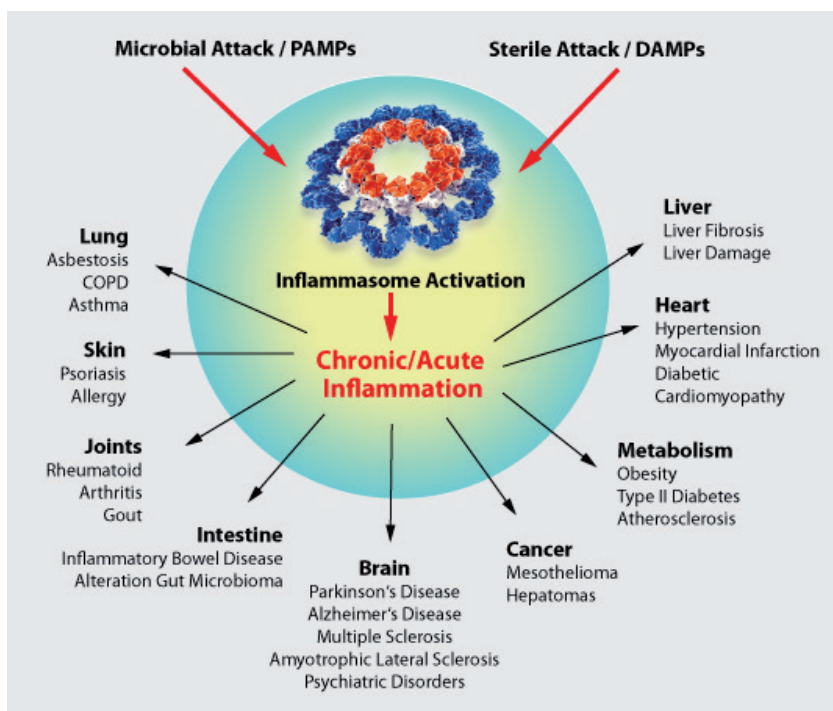 Microbial Attack / PAMPs
Sterile Attack / DAMPs
Inflammasome Activation
Chronic/Acute
Inflammation
Lung
Asbestosis
COPD
Asthma
Skin
Psoriasis
Allergy
Joints
Rheumatoid
Arthritis
Gout
Intestine
Inflammatory Bowel Disease
Alteration Gut Microbioma
Brain
Parkinson's Disease
Alzheimer's Disease
Multiple Sclerosis
Amyotrophic Lateral Sclerosis
Psychiatric Disorders
Cancer
Mesothelioma
Hepatomas
Metabolism
Obesity
Type II Diabetes
Atherosclerosis
Heart
Hypertension
Myocardial Infarction
Diabetic
Cardiomyopathy
Liver
Liver Fibrosis
Liver Damage